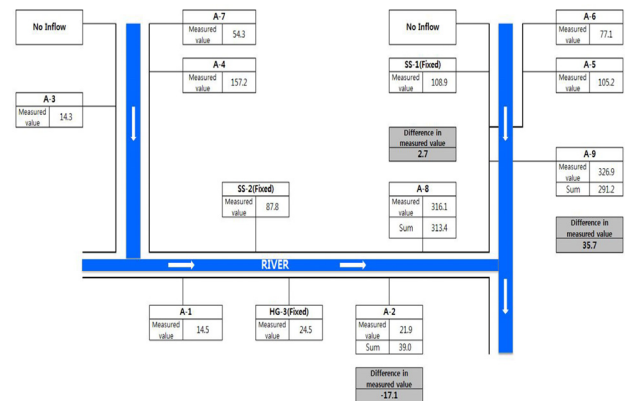 No Inflow
A-7
Measured value 54.3
No Inflow
A-6
Measured value 77.1
A-4
Measured value 157.2
SS-1(Fixed)
Measured value 108.9
A-5
Measured value 105.2
A-3
Measured value 14.3
Difference in
measured value
2.7
A-9
Measured value 326.9
Sum 291.2
SS-2(Fixed)
Measured value 87.8
A-8
Measured value 316.1
Sum 313.4
Difference in
measured value
35.7
RIVER
A-1
Measured value 14.5
HG-3(Fixed)
Measured value 24.5
A-2
Measured value 21.9
Sum 39.0
Difference in
measured value
-17.1